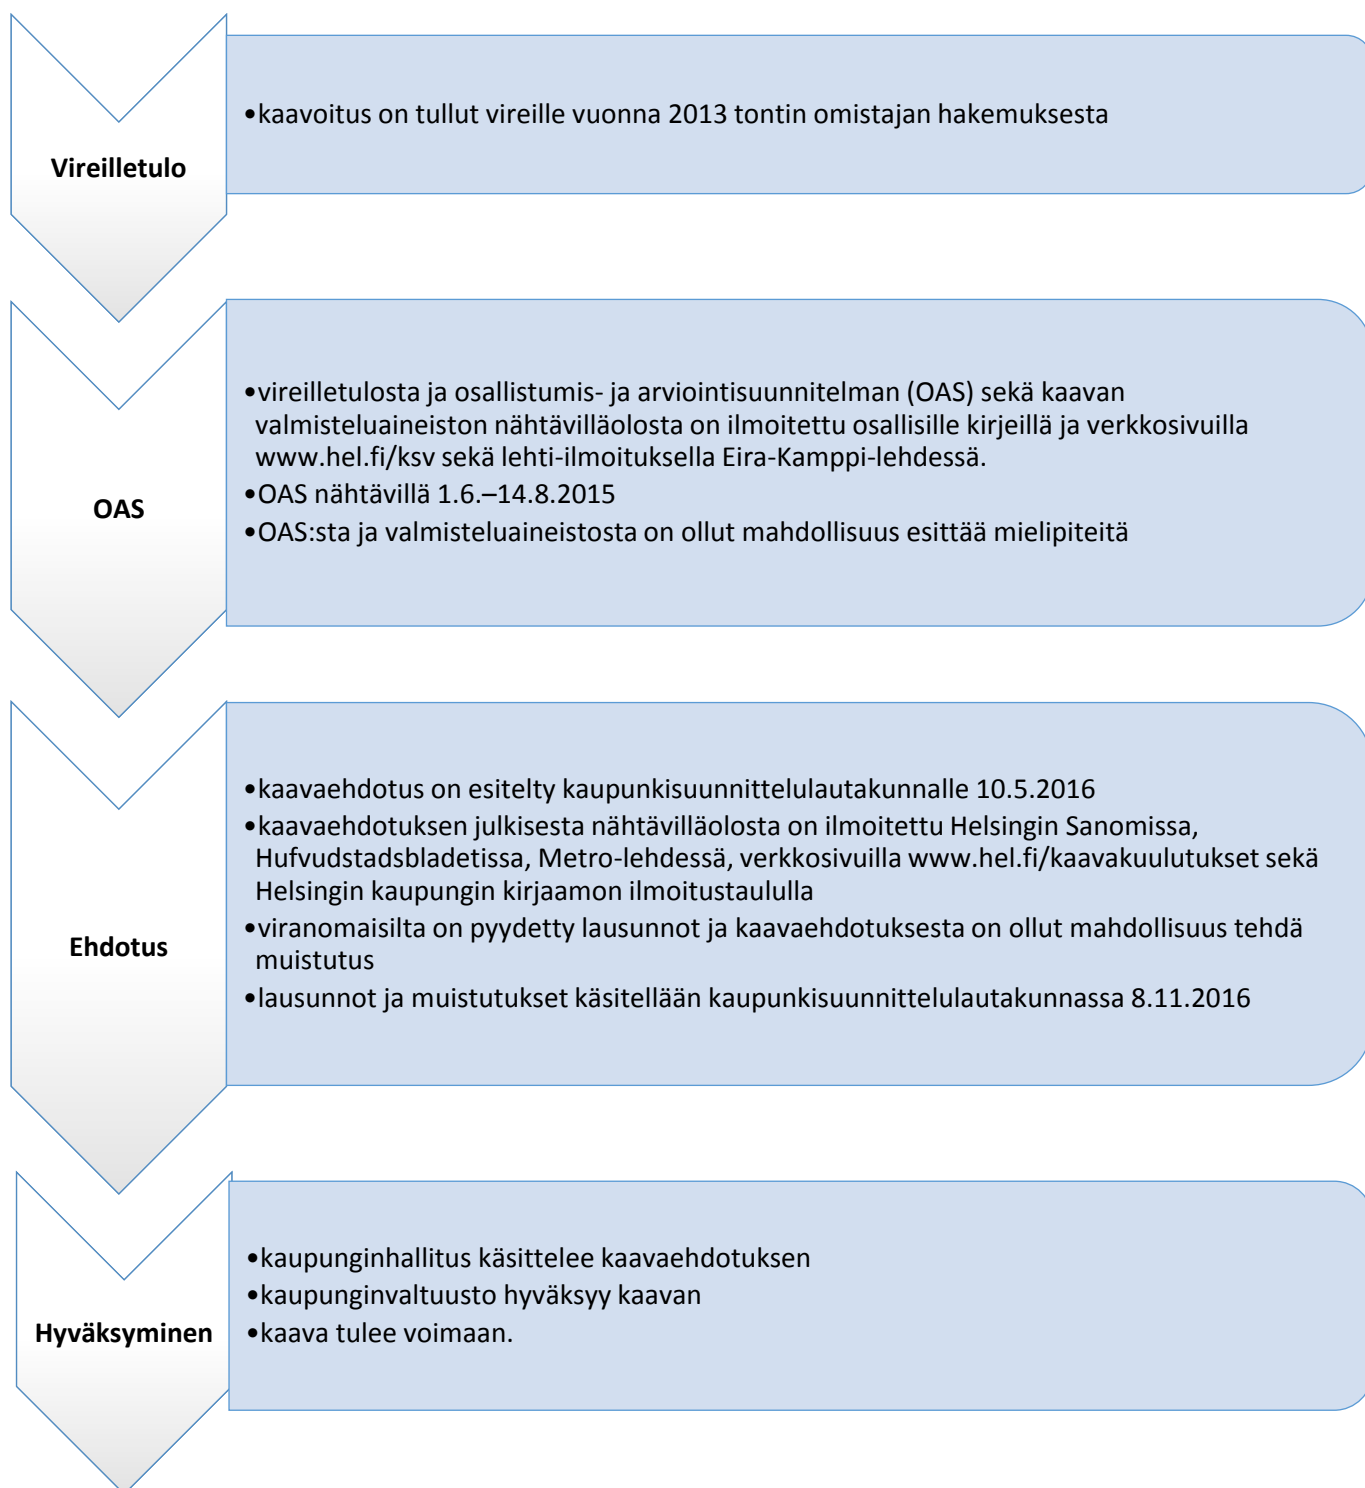 Vireilletulo
•kaavoitus on tullut vireille vuonna 2013 tontin omistajan hakemuksesta
OAS
•vireilletulosta ja osallistumis- ja arviointisuunnitelman (OAS) sekä kaavan
valmisteluaineiston nähtävilläolosta on ilmoitettu osallisille kirjeillä ja verkkosivuilla
www.hel.fi/ksv sekä lehti-ilmoituksella Eira-Kamppi-lehdessä.
•OAS nähtävillä 1.6.–14.8.2015
•OAS:sta ja valmisteluaineistosta on ollut mahdollisuus esittää mielipiteitä
Ehdotus
•kaavaehdotus on esitelty kaupunkisuunnittelulautakunnalle 10.5.2016
•kaavaehdotuksen julkisesta nähtävilläolosta on ilmoitettu Helsingin Sanomissa,
Hufvudstadsbladetissa, Metro-lehdessä, verkkosivuilla www.hel.fi/kaavakuulutukset sekä
Helsingin kaupungin kirjaamon ilmoitustaululla
•viranomaisilta on pyydetty lausunnot ja kaavaehdotuksesta on ollut mahdollisuus tehdä
muistutus
•lausunnot ja muistutukset käsitellään kaupunkisuunnittelulautakunnassa 8.11.2016
Hyväksyminen
•kaupunginhallitus käsittelee kaavaehdotuksen
•kaupunginvaltuusto hyväksyy kaavan
•kaava tulee voimaan.